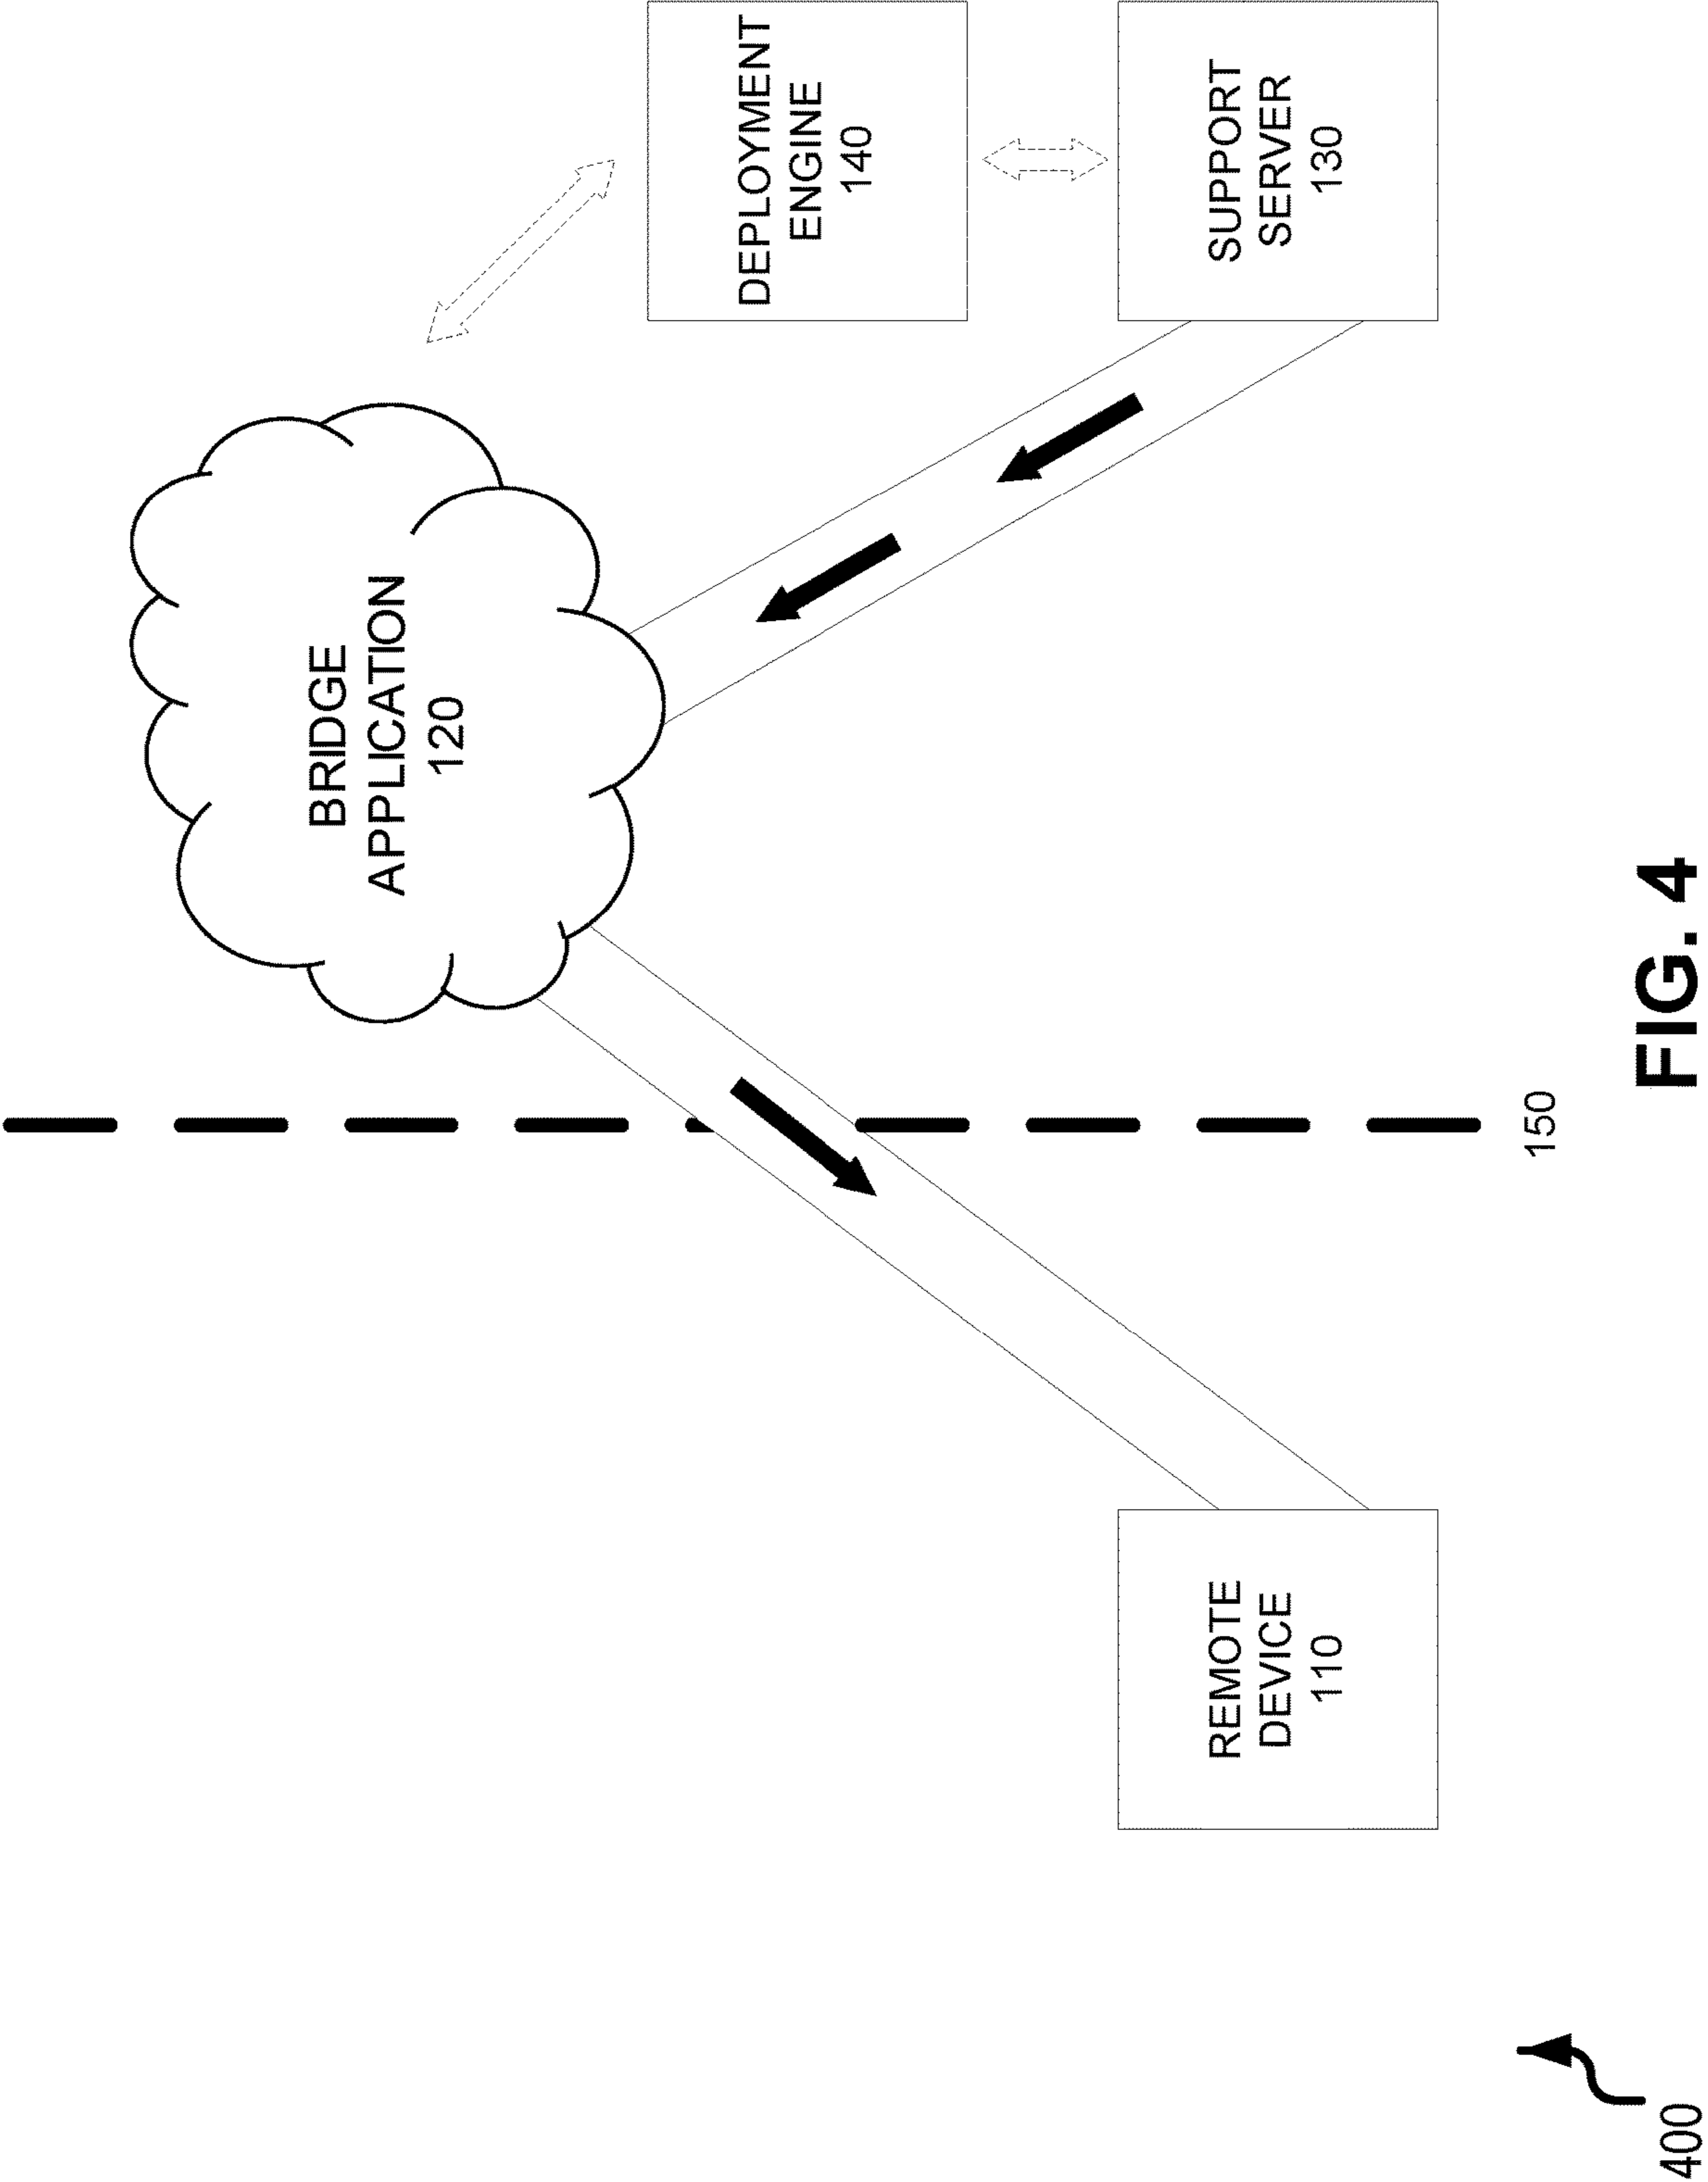 BRIDGE
APPLICATION
120
DEPLOYMENT
ENGINE
140
REMOTE
DEVICE
110
SUPPORT
SERVER
130
150
400
FIG. 4